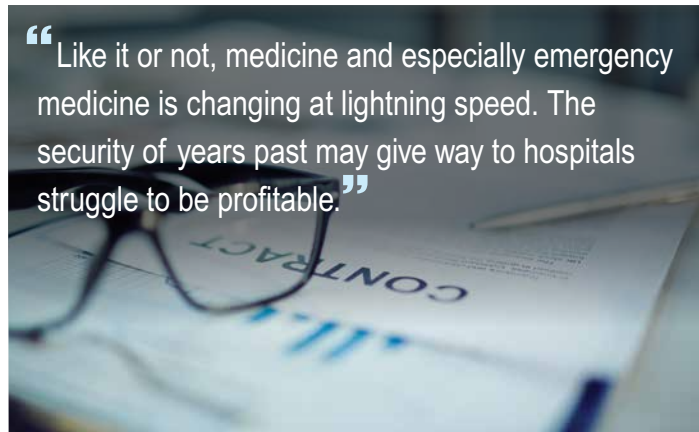 “Like it or not, medicine and especially emergency
medicine is changing at lightning speed. The
security of years past may give way to hospitals
struggle to be profitable.”
CONTRACT